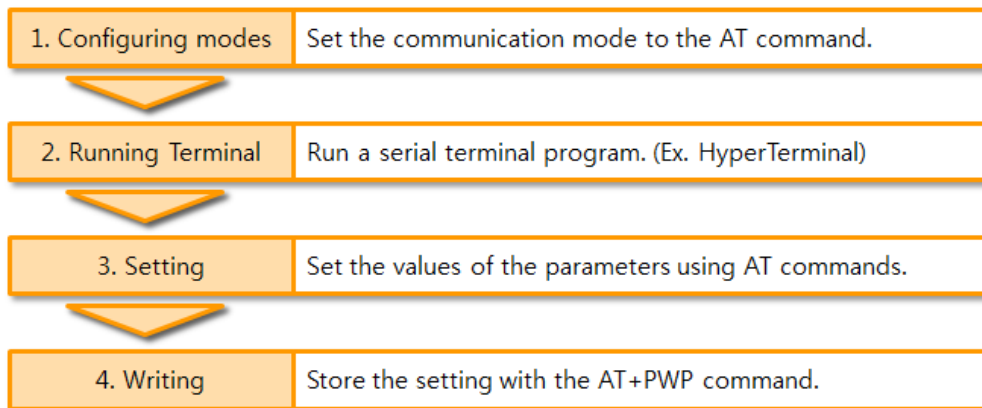 1. Configuring modes
Set the communication mode to the AT command.
2. Running Terminal
Run a serial terminal program. (Ex. HyperTerminal)
3. Setting
Set the values of the parameters using AT commands.
4. Writing
Store the setting with the AT+PWP command.